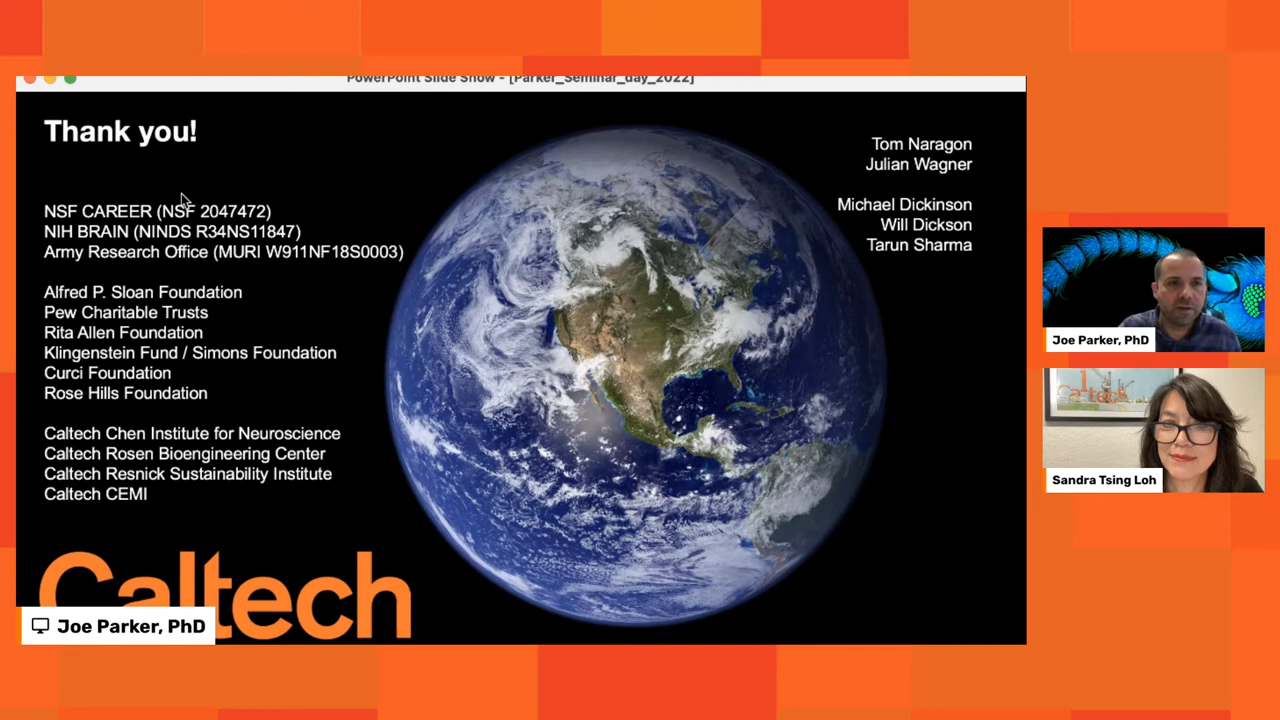 PowerPoint Slide Show - [Parker_Seminar_day_2022]
Thank you!
NSF CAREER (NSF 2047472)
NIH BRAIN (NINDS R34NS11847)
Army Research Office (MURI W911NF18S0003)
Alfred P. Sloan Foundation
Pew Charitable Trusts
Rita Allen Foundation
Klingenstein Fund / Simons Foundation
Curci Foundation
Rose Hills Foundation
Caltech Chen Institute for Neuroscience
Caltech Rosen Bioengineering Center
Caltech Resnick Sustainability Institute
Caltech CEMI
Caltech
Joe Parker, PhD
Tom Naragon
Julian Wagner
Michael Dickinson
Will Dickson
Tarun Sharma
Joe Parker, PhD
Caltech
Sandra Tsing Loh